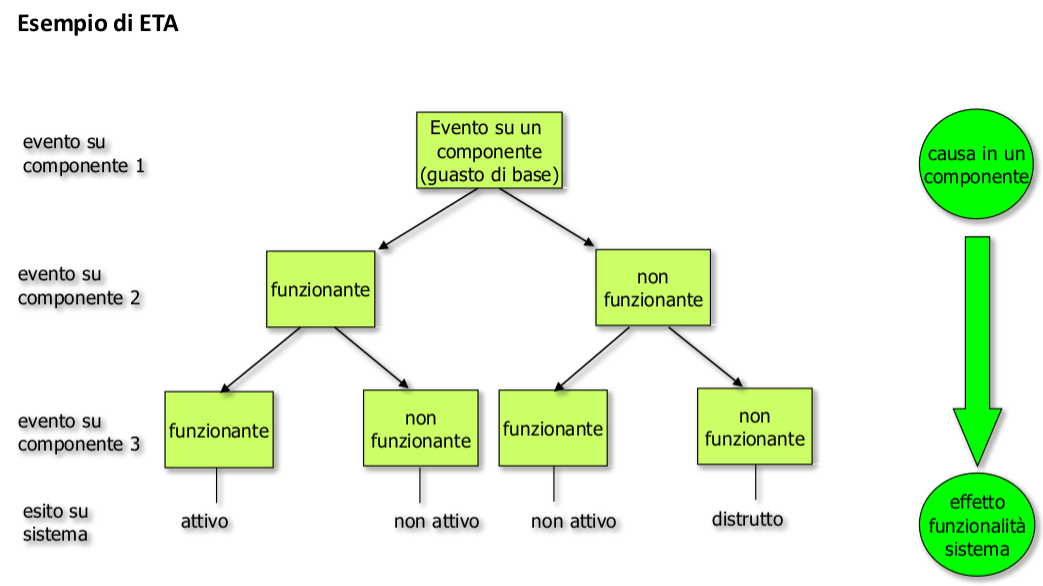 Esempio di ETA
evento su
componente 1
Evento su un
componente
(guasto di base)
causa in un
componente
evento su
componente 2
funzionante
non
funzionante
evento su
componente 3
funzionante
non
funzionante
funzionante
non
funzionante
esito su
sistema
attivo
non attivo
non attivo
distrutto
effetto
funzionalità
sistema